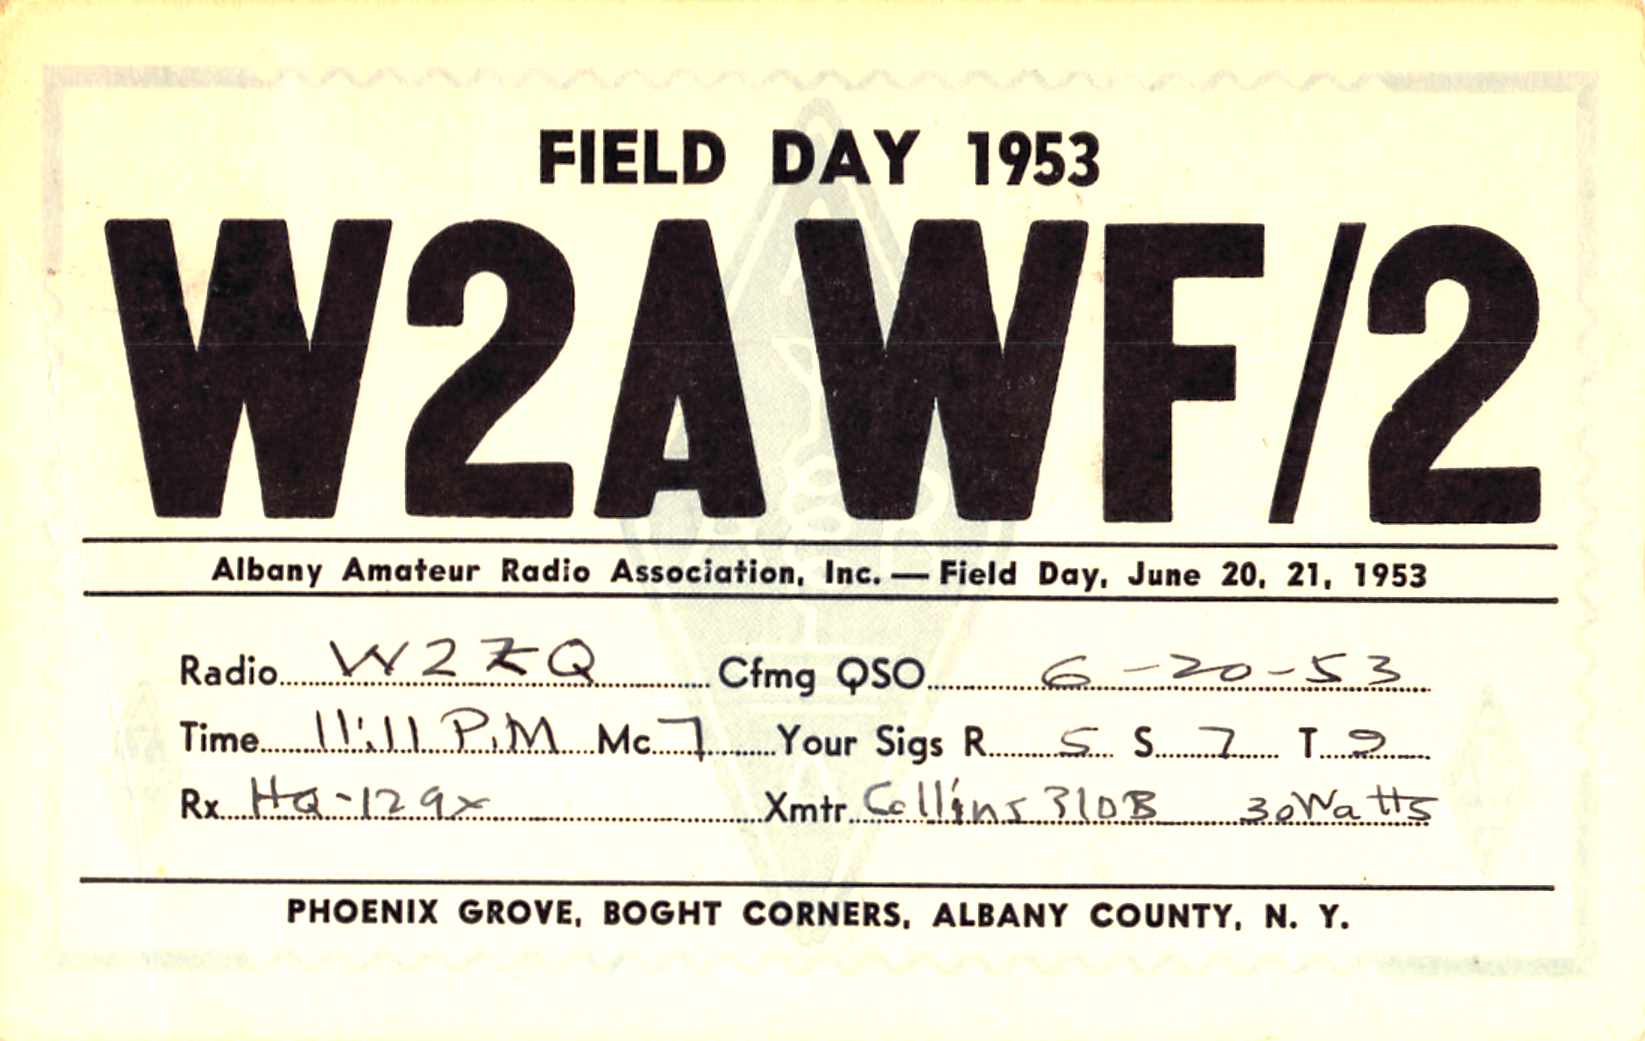 FIELD DAY 1953
W2AWF/2
Albany Amateur Radio Association, Inc. — Field Day, June 20, 21, 1953
Radio W2ZQ Cfmg QSO 6-20-53
Time 11:11 P.M Mc 7 Your Sigs R 5 S 7 T 9
Rx HQ-129X Xmtr Collins 310B 30 Watts
PHOENIX GROVE, BOGHT CORNERS, ALBANY COUNTY, N. Y.